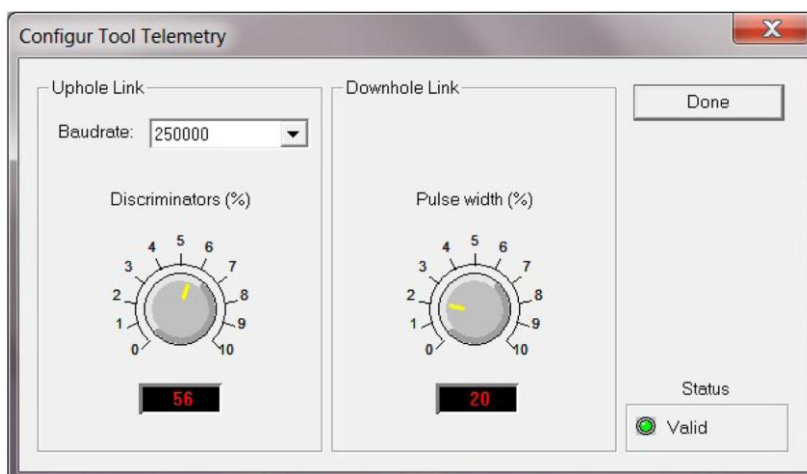 Configur Tool Telemetry
X
Uphole Link
Baudrate: 250000
Discriminators (%)
0 1 2 3 4 5 6 7 8 9 10
56
Downhole Link
Pulse width (%)
0 1 2 3 4 5 6 7 8 9 10
20
Done
Status
Valid